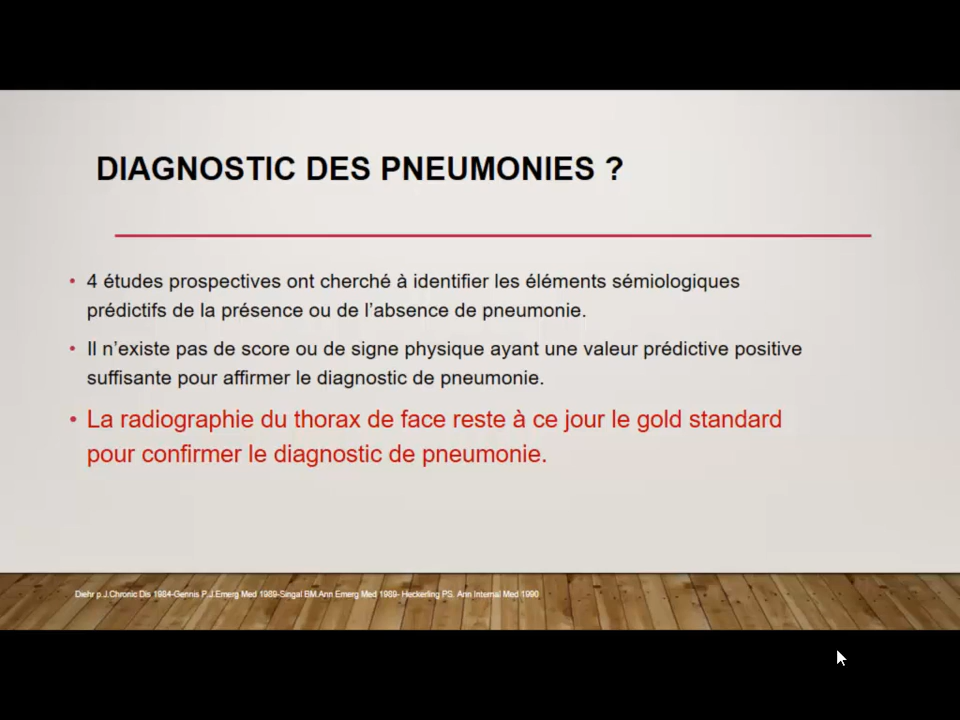 DIAGNOSTIC DES PNEUMONIES ?
• 4 études prospectives ont cherché à identifier les éléments sémiologiques
prédictifs de la présence ou de l’absence de pneumonie.
• Il n’existe pas de score ou de signe physique ayant une valeur prédictive positive
suffisante pour affirmer le diagnostic de pneumonie.
• La radiographie du thorax de face reste à ce jour le gold standard
pour confirmer le diagnostic de pneumonie.
Diehr p.J.Chronic Dis 1984-Gennis P.J.Emerg Med 1989-Singal BM.Ann Emerg Med 1989- Heckerling PS. Ann Internal Med 1990